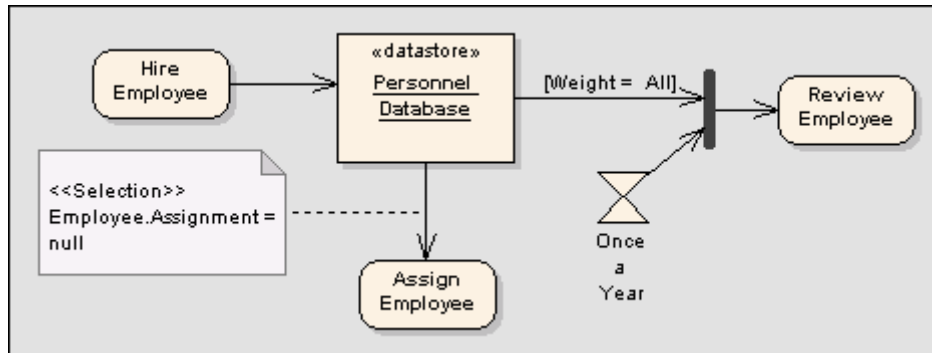 Hire
Employee
«datastore»
Personnel
Database
[Weight = All]
Review
Employee
<<Selection>>
Employee.Assignment =
null
Once
a
Year
Assign
Employee